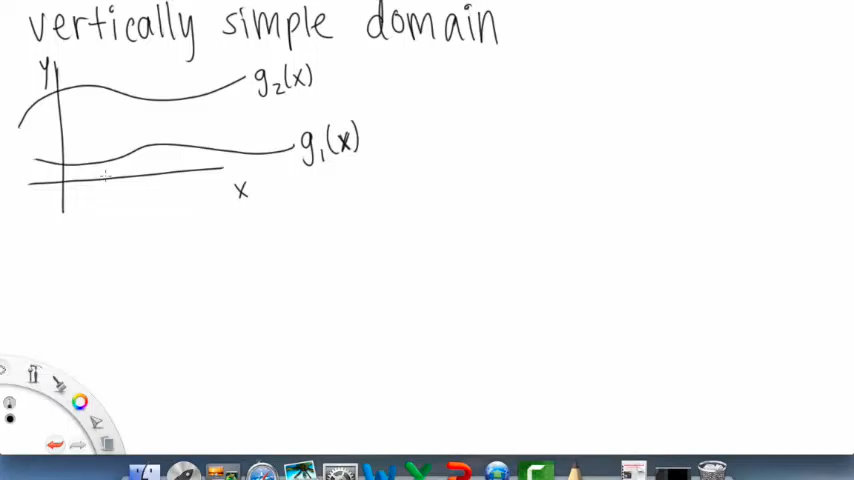 vertically simple domain
y
g₂(x)
g₁(x)
x